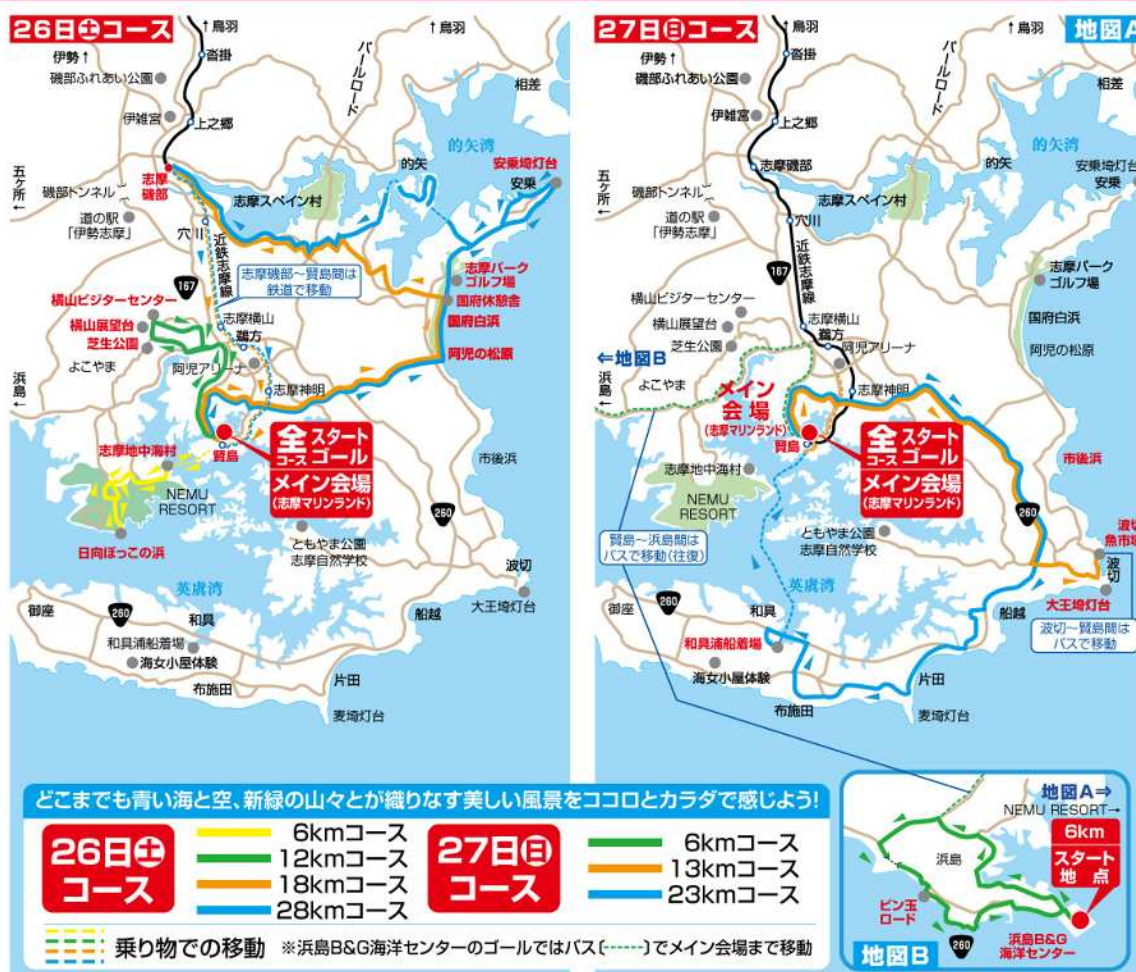 26日㊏コース
↑鳥羽
伊勢↑
沓掛
磯部ふれあい公園
パールロード
相差
伊雑宮
上之郷
的矢湾
的矢
安乗埼灯台
安乗
五ヶ所←
志摩磯部
磯部トンネル
志摩スペイン村
道の駅
「伊勢志摩」
穴川
近鉄志摩線
志摩磯部～賢島間は
鉄道で移動
志摩パーク
ゴルフ場
167
国府休憩舎
横山ビジターセンター
志摩横山
国府白浜
横山展望台
鵜方
芝生公園
阿児の松原
よこやま
阿児アリーナ
浜島←
志摩神明
全コース
スタート
ゴール
メイン会場
(志摩マリンランド)
賢島
志摩地中海村
市後浜
NEMU
RESORT
260
ともやま公園
志摩自然学校
日向ぼっこの浜
波切
英虞湾
大王埼灯台
御座
260
和具
船越
和具浦船着場
海女小屋体験
片田
布施田
麦埼灯台
27日㊐コース
地図A
↑鳥羽
伊勢↑
沓掛
磯部ふれあい公園
パールロード
相差
伊雑宮
上之郷
的矢湾
的矢
安乗埼灯台
安乗
五ヶ所←
志摩磯部
磯部トンネル
志摩スペイン村
道の駅
「伊勢志摩」
穴川
近鉄志摩線
志摩パーク
ゴルフ場
167
国府白浜
横山ビジターセンター
志摩横山
横山展望台
鵜方
芝生公園
阿児アリーナ
阿児の松原
⇐地図B
よこやま
浜島←
メイン
会場
(志摩マリンランド)
志摩神明
賢島
全コース
スタート
ゴール
メイン会場
(志摩マリンランド)
志摩地中海村
市後浜
NEMU
RESORT
260
賢島～浜島間は
バスで移動(往復)
ともやま公園
志摩自然学校
波切
魚市場
波切
英虞湾
大王埼灯台
御座
260
和具
船越
波切～賢島間は
バスで移動
和具浦船着場
海女小屋体験
片田
布施田
麦埼灯台
どこまでも青い海と空、新緑の山々とが織りなす美しい風景をココロとカラダで感じよう!
26日㊏
コース
6kmコース
12kmコース
18kmコース
28kmコース
27日㊐
コース
6kmコース
13kmコース
23kmコース
乗り物での移動 ※浜島B&G海洋センターのゴールではバス〔------〕でメイン会場まで移動
地図A⇒
NEMU RESORT→
6km
スタート
地点
浜島
ビン玉
ロード
260
浜島B&G
海洋センター
地図B